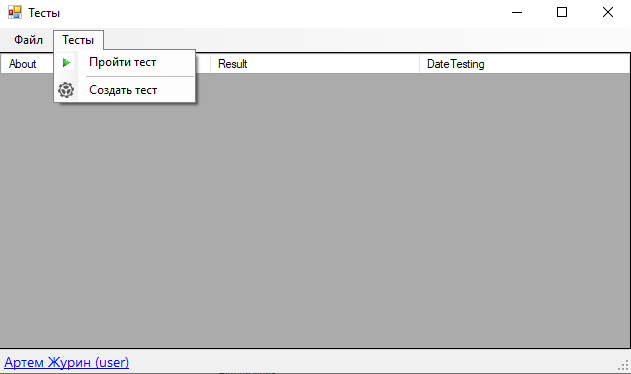 Тесты
Файл Тесты
Пройти тест
About Result DateTesting
Создать тест
Артем Журин (user)